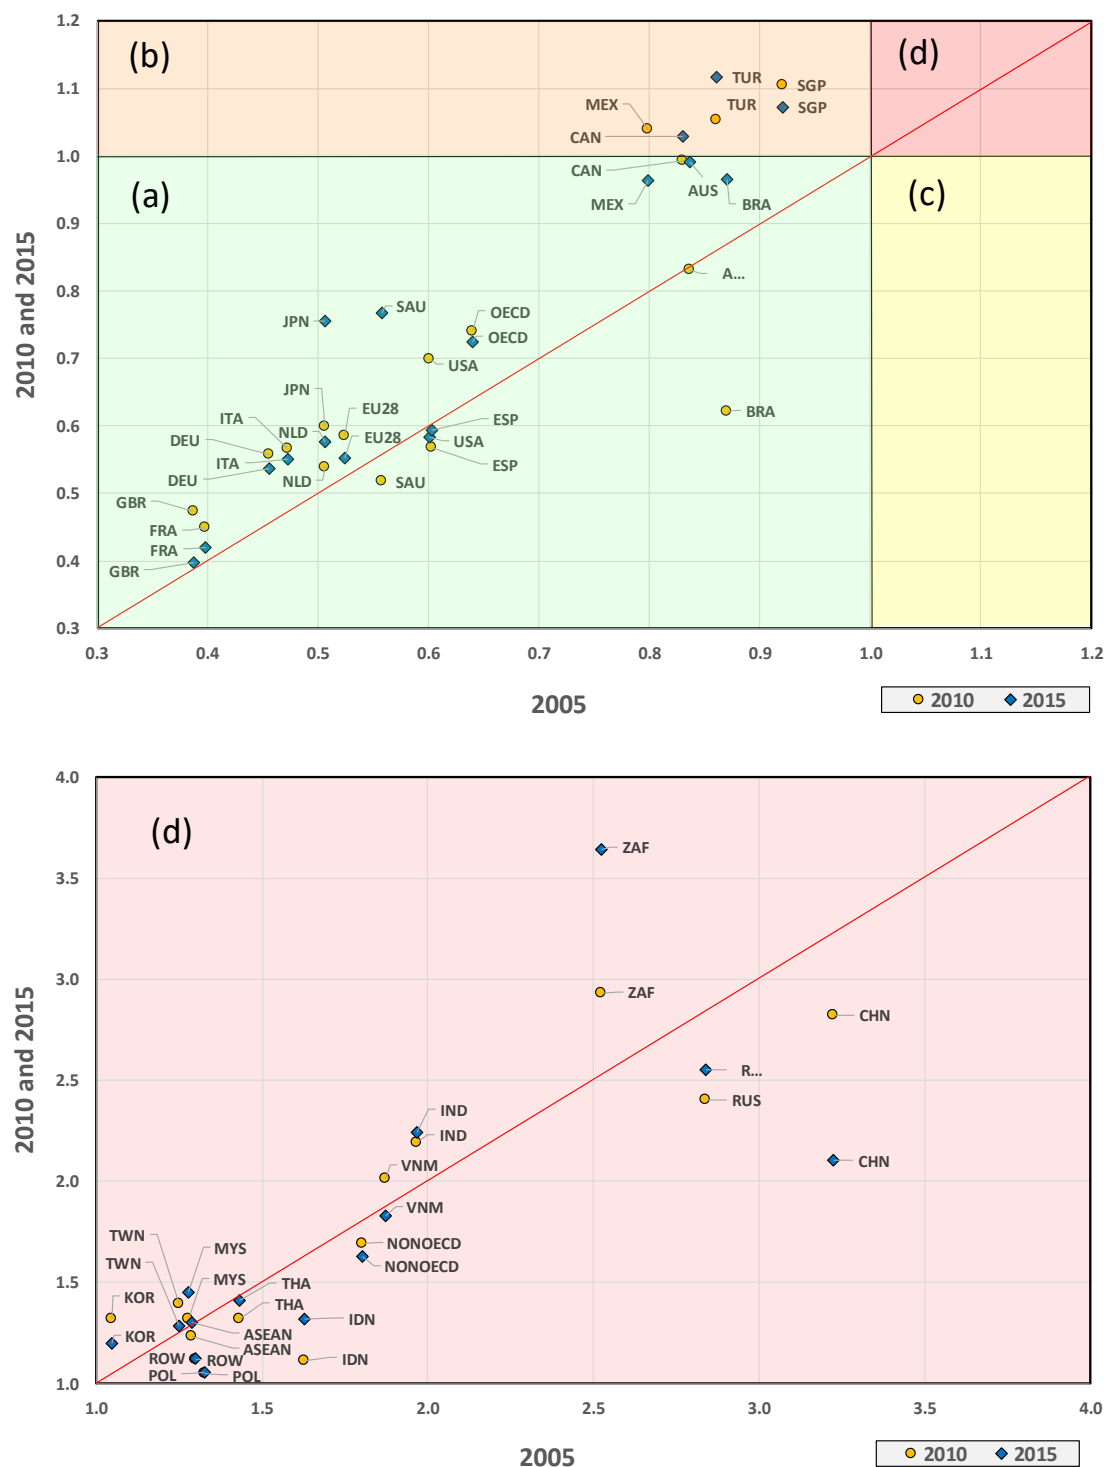 1.2
(b)
(d)
TUR
SGP
1.1
MEX
TUR
SGP
CAN
1.0
CAN
(a)
AUS
(c)
MEX
BRA
0.9
A...
0.8
SAU
OECD
JPN
OECD
0.7
USA
JPN
EU28
ITA
ESP
BRA
0.6
DEU
NLD
EU28
USA
ITA
ESP
DEU
NLD
SAU
0.5
GBR
FRA
FRA
GBR
0.4
0.3
0.3 0.4 0.5 0.6 0.7 0.8 0.9 1.0 1.1 1.2
2010 and 2015
2005
2010 2015
4.0
(d)
ZAF
3.5
3.0
ZAF
CHN
R...
2.5
RUS
IND
IND
VNM
CHN
2.0
VNM
TWN
MYS
NONOECD
TWN
NONOECD
MYS
THA
1.5
KOR
THA
IDN
KOR
ASEAN
ASEAN
ROW ROW
IDN
POL POL
1.0
1.0 1.5 2.0 2.5 3.0 3.5 4.0
2010 and 2015
2005
2010 2015